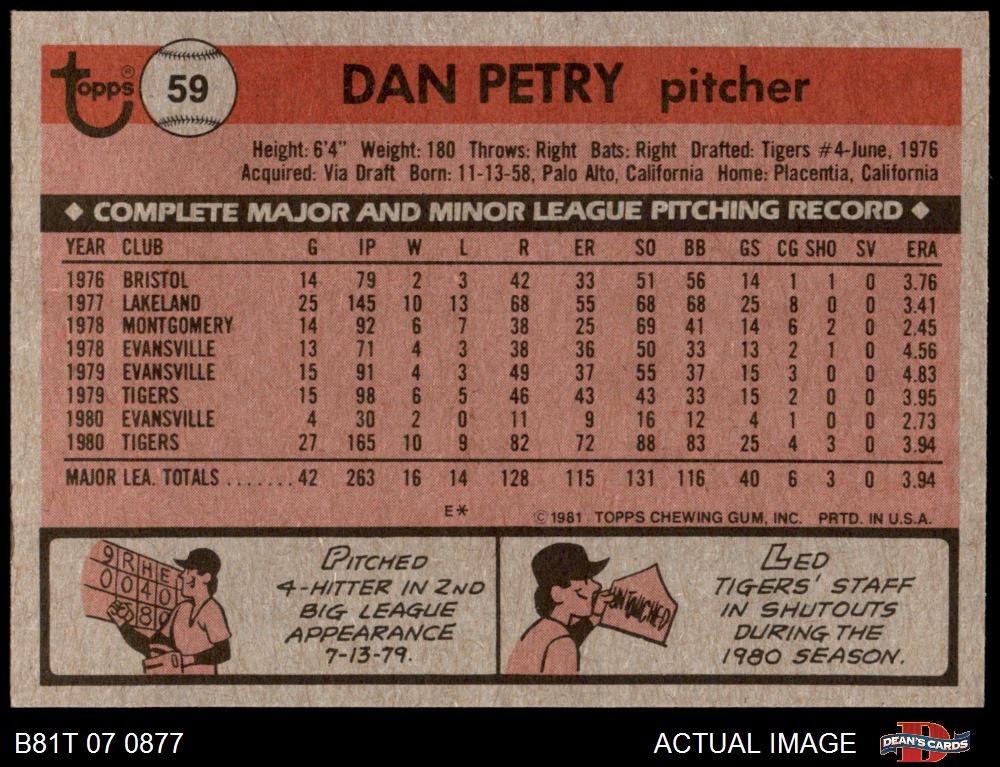 Topps® 59 DAN PETRY pitcher
Height: 6'4" Weight: 180 Throws: Right Bats: Right Drafted: Tigers #4-June, 1976
Acquired: Via Draft Born: 11-13-58, Palo Alto, California Home: Placentia, California
◆ COMPLETE MAJOR AND MINOR LEAGUE PITCHING RECORD ◆
YEAR CLUB G IP W L R ER SO BB GS CG SHO SV ERA
1976 BRISTOL 14 79 2 3 42 33 51 56 14 1 1 0 3.76
1977 LAKELAND 25 145 10 13 68 55 68 68 25 8 0 0 3.41
1978 MONTGOMERY 14 92 6 7 38 25 69 41 14 6 2 0 2.45
1978 EVANSVILLE 13 71 4 3 38 36 50 33 13 2 1 0 4.56
1979 EVANSVILLE 15 91 4 3 49 37 55 37 15 3 0 0 4.83
1979 TIGERS 15 98 6 5 46 43 43 33 15 2 0 0 3.95
1980 EVANSVILLE 4 30 2 0 11 9 16 12 4 1 0 0 2.73
1980 TIGERS 27 165 10 9 82 72 88 83 25 4 3 0 3.94
MAJOR LEA. TOTALS.......42 263 16 14 128 115 131 116 40 6 3 0 3.94
E* © 1981 TOPPS CHEWING GUM, INC. PRTD. IN U.S.A.
9 R H E
0 0 4 0
8 0
PITCHED
4-HITTER IN 2ND
BIG LEAGUE
APPEARANCE
7-13-79.
UNTOUCHED
LED
TIGERS' STAFF
IN SHUTOUTS
DURING THE
1980 SEASON.
B81T 07 0877 ACTUAL IMAGE DEAN'S CARDS